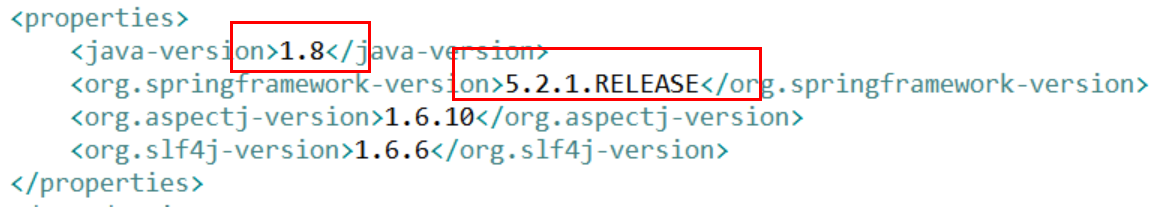 <properties>
<java-version>1.8</java-version>
<org.springframework-version>5.2.1.RELEASE</org.springframework-version>
<org.aspectj-version>1.6.10</org.aspectj-version>
<org.slf4j-version>1.6.6</org.slf4j-version>
</properties>